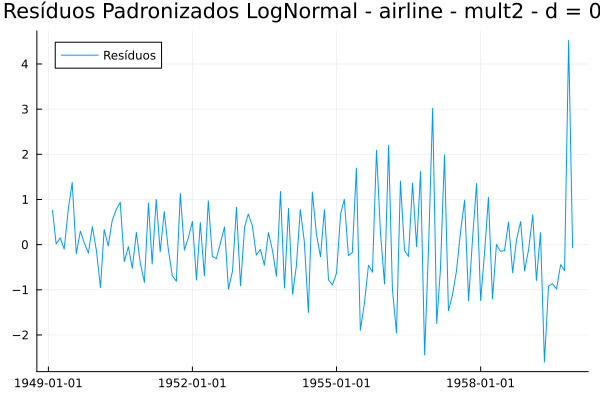 Resíduos Padronizados LogNormal - airline - mult2 - d = 0
Resíduos
4
3
2
1
0
−1
−2
1949-01-01 1952-01-01 1955-01-01 1958-01-01